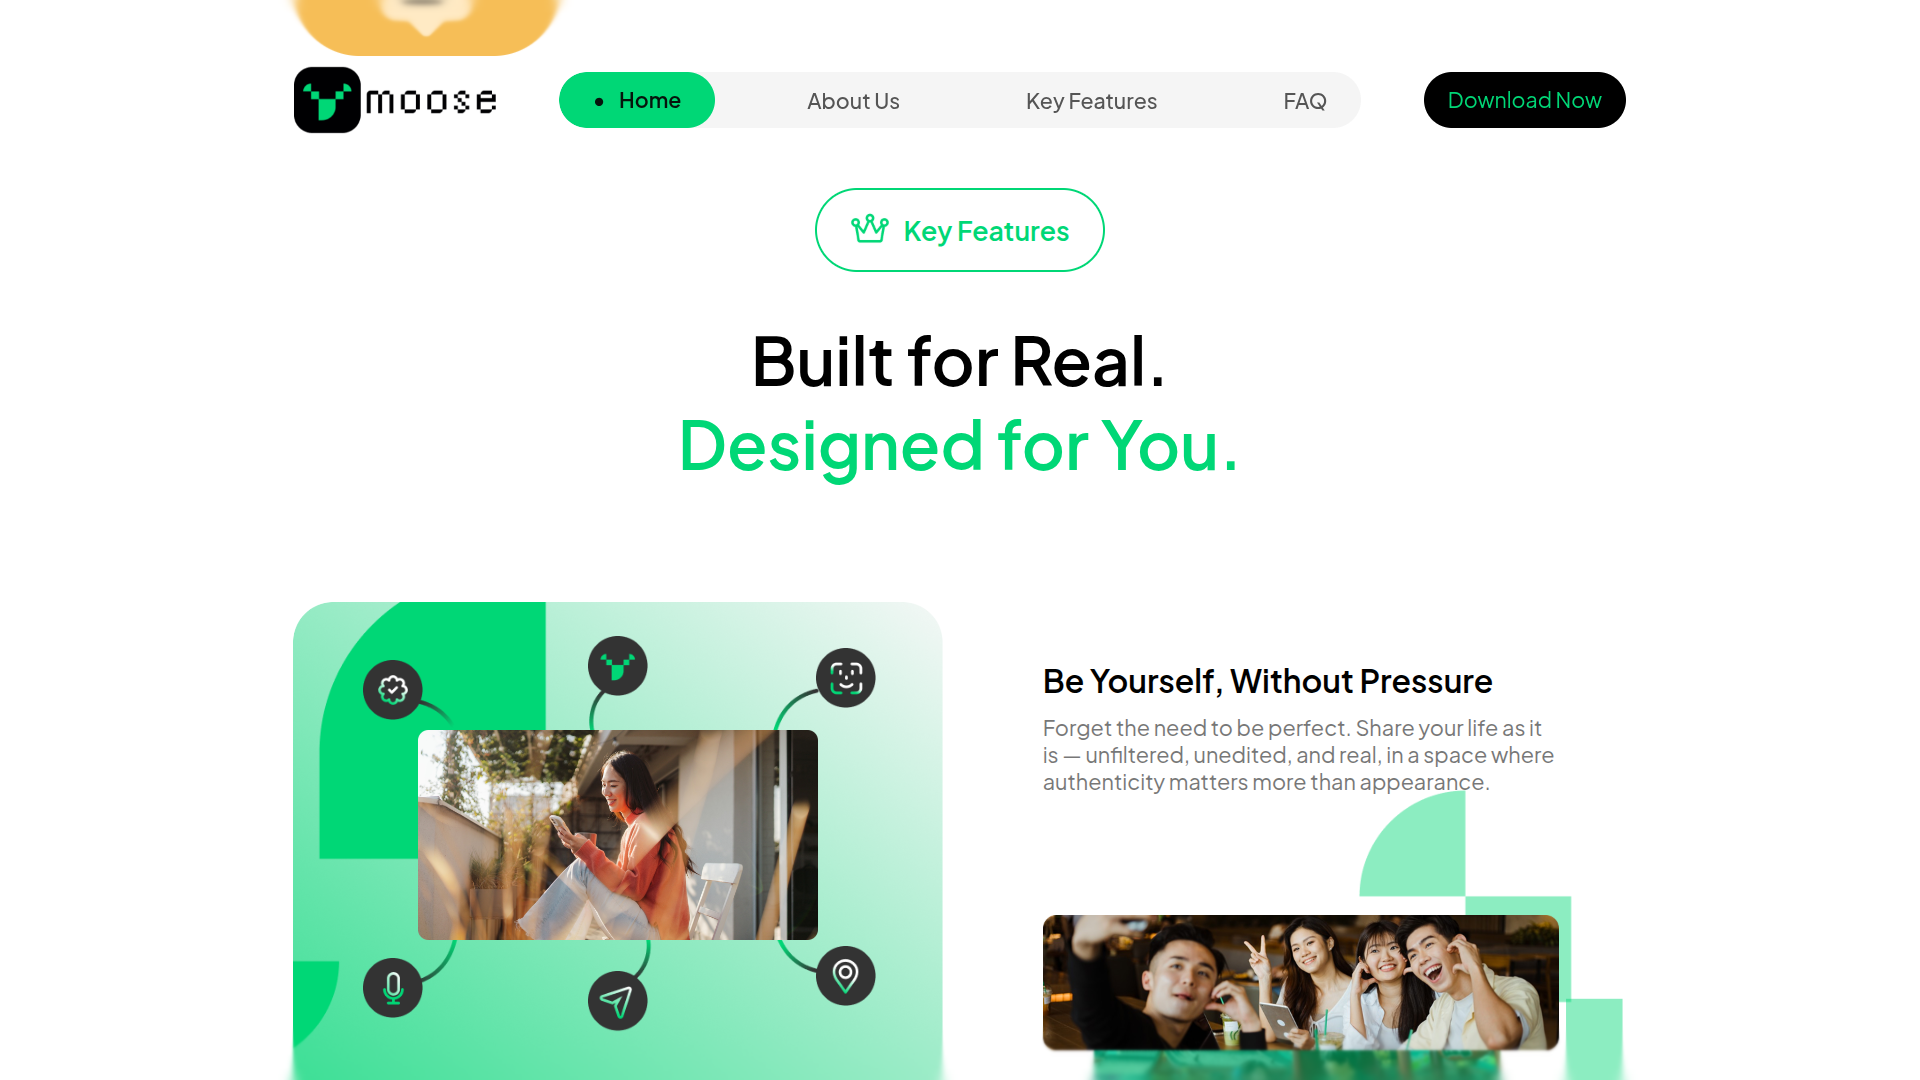 moose
Home
About Us
Key Features
FAQ
Download Now
Key Features
Built for Real.
Designed for You.
Be Yourself, Without Pressure
Forget the need to be perfect. Share your life as it
is — unfiltered, unedited, and real, in a space where
authenticity matters more than appearance.